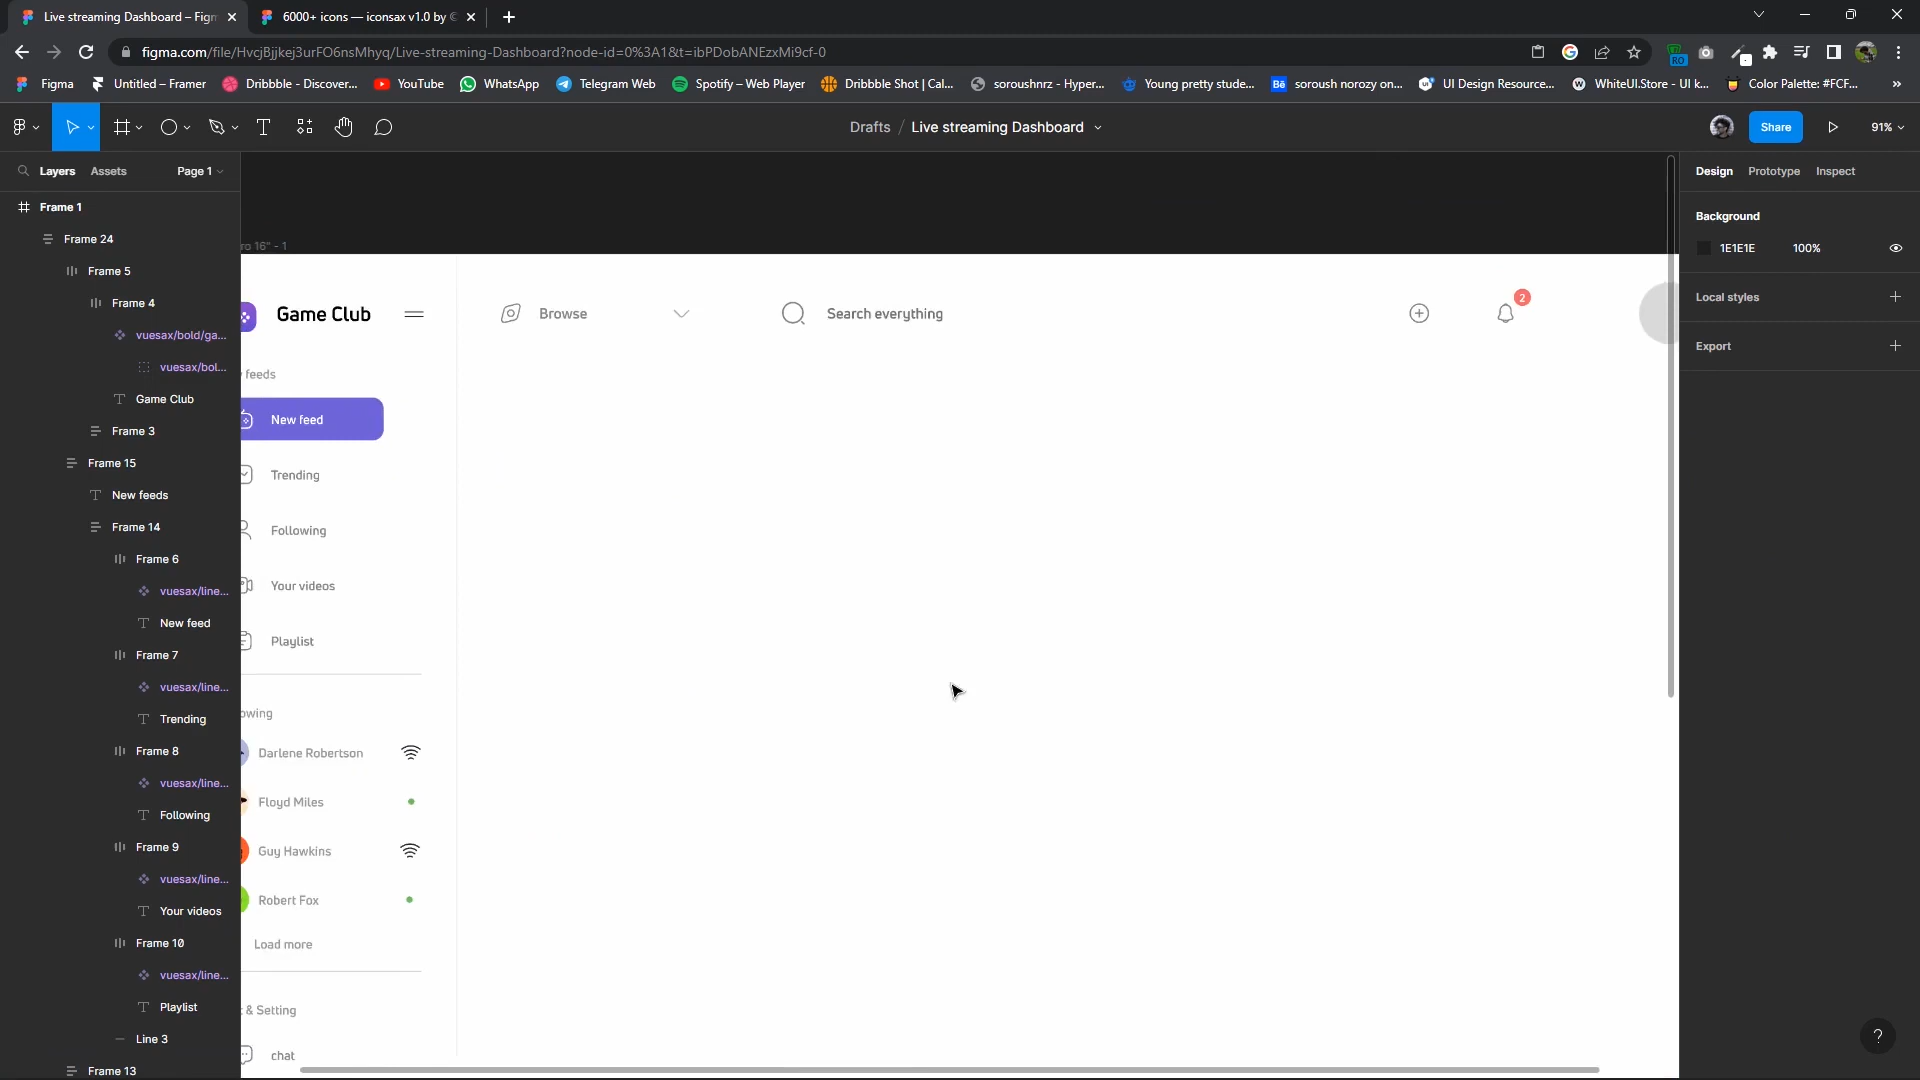 Live streaming Dashboard – Figm
6000+ icons — iconsax v1.0 by
figma.com/file/HvcjBjjkej3urFO6nsMhyq/Live-streaming-Dashboard?node-id=0%3A1&t=ibPDobANEzxMi9cf-0
RO
Figma
Untitled – Framer
Dribbble - Discover...
YouTube
WhatsApp
Telegram Web
Spotify – Web Player
Dribbble Shot | Cal...
soroushnrz - Hyper...
Young pretty stude...
Bē soroush norozy on...
UI Design Resource...
W WhiteUI.Store - UI k...
Color Palette: #FCF...
»
T
Drafts / Live streaming Dashboard
Share
91%
Layers
Assets
Page 1
Frame 1
Frame 24
Frame 5
Frame 4
vuesax/bold/ga...
vuesax/bol...
T Game Club
Frame 3
Frame 15
T New feeds
Frame 14
Frame 6
vuesax/line...
T New feed
Frame 7
vuesax/line...
T Trending
Frame 8
vuesax/line...
T Following
Frame 9
vuesax/line...
T Your videos
Frame 10
vuesax/line...
T Playlist
Line 3
Frame 13
ro 16" - 1
Game Club
feeds
New feed
Trending
Following
Your videos
Playlist
owing
Darlene Robertson
Floyd Miles
Guy Hawkins
Robert Fox
Load more
& Setting
chat
Browse
Search everything
2
Design
Prototype
Inspect
Background
1E1E1E
100%
Local styles
Export
?